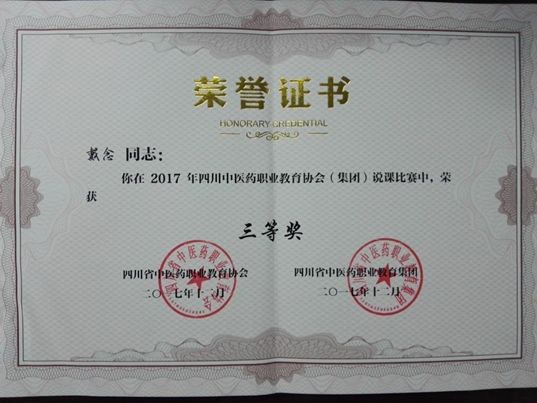 荣誉证书
HONORARY CREDENTIAL
戴念 同志：
你在 2017 年四川中医药职业教育协会（集团）说课比赛中，荣
获
三等奖
四川省中医药职业教育协会
四川省中医药职业教育集团
二〇一七年十二月
二〇一七年十二月